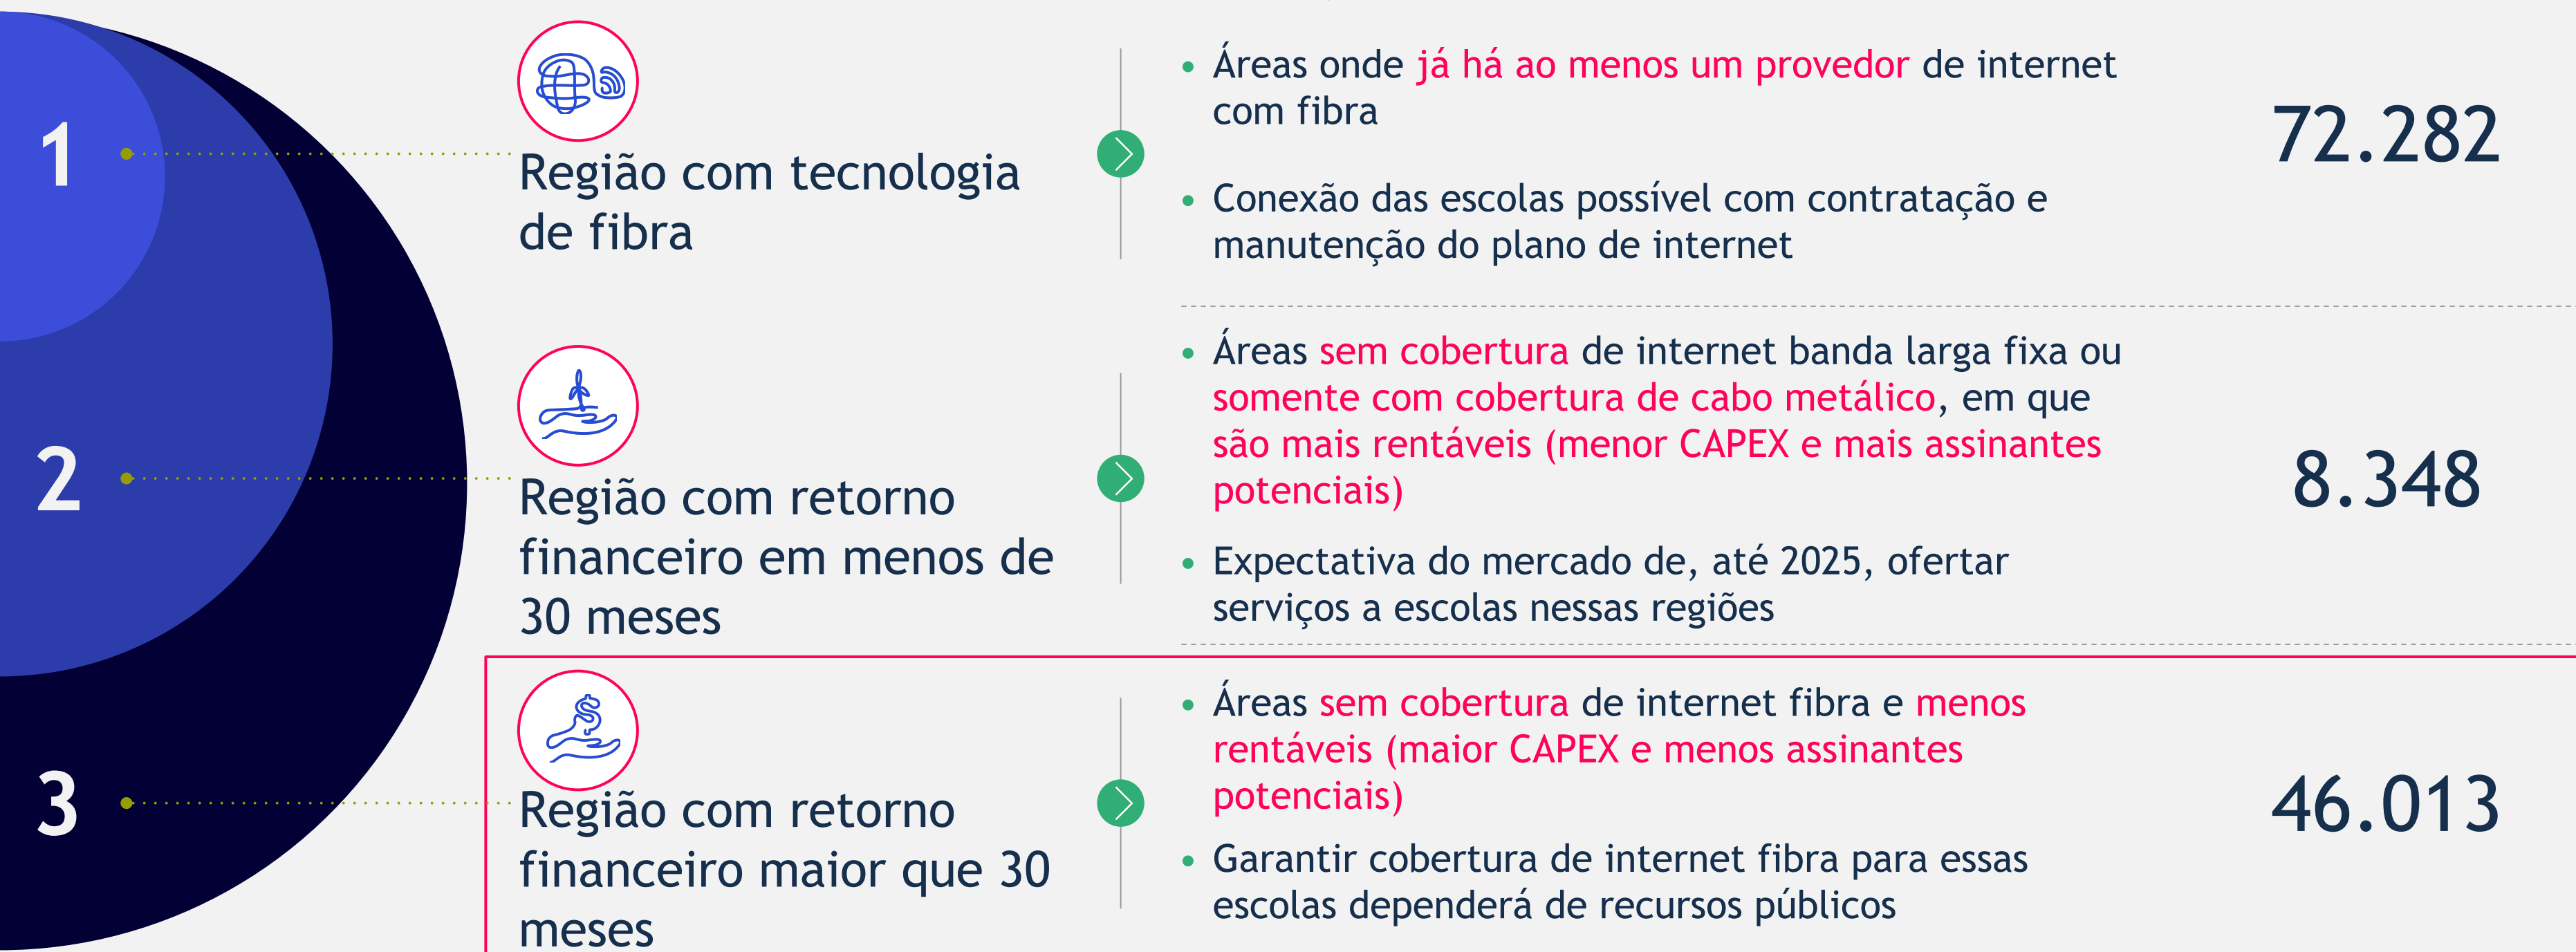 1
Região com tecnologia
de fibra
• Áreas onde já há ao menos um provedor de internet
com fibra
• Conexão das escolas possível com contratação e
manutenção do plano de internet
72.282
2
Região com retorno
financeiro em menos de
30 meses
• Áreas sem cobertura de internet banda larga fixa ou
somente com cobertura de cabo metálico, em que
são mais rentáveis (menor CAPEX e mais assinantes
potenciais)
• Expectativa do mercado de, até 2025, ofertar
serviços a escolas nessas regiões
8.348
3
Região com retorno
financeiro maior que 30
meses
• Áreas sem cobertura de internet fibra e menos
rentáveis (maior CAPEX e menos assinantes
potenciais)
• Garantir cobertura de internet fibra para essas
escolas dependerá de recursos públicos
46.013